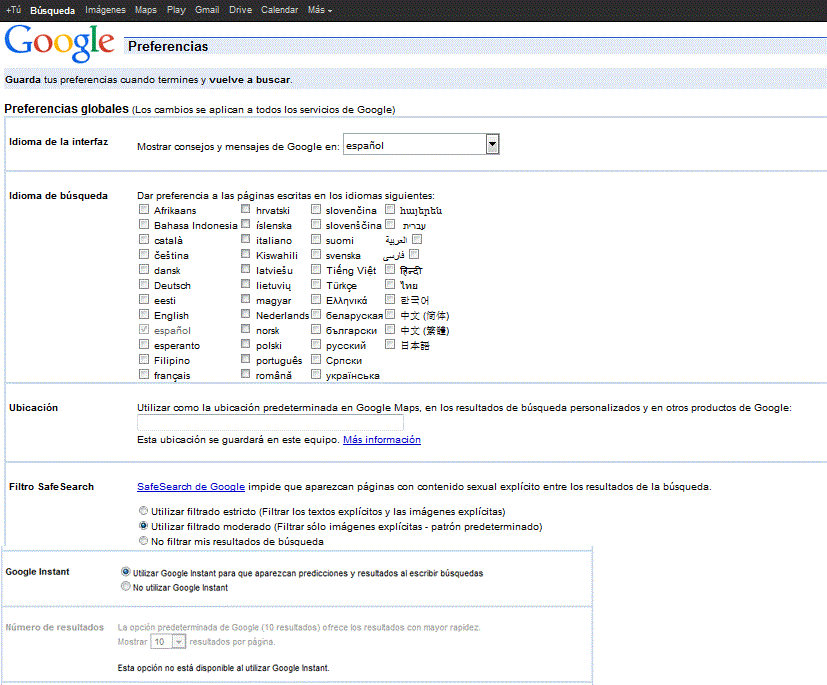 +Tú Búsqueda Imágenes Maps Play Gmail Drive Calendar Más
Google Preferencias
Guarda tus preferencias cuando termines y vuelve a buscar.
Preferencias globales (Los cambios se aplican a todos los servicios de Google)
Idioma de la interfaz Mostrar consejos y mensajes de Google en: español
Idioma de búsqueda Dar preferencia a las páginas escritas en los idiomas siguientes:
Afrikaans hrvatski slovenčina հայերեն
Bahasa Indonesia íslenska slovenščina עברית
català italiano suomi العربية
čeština Kiswahili svenska فارسی
dansk latviešu Tiếng Việt हिन्दी
Deutsch lietuvių Türkçe ไทย
eesti magyar Ελληνικά 한국어
English Nederlands беларуская 中文 (简体)
español norsk български 中文 (繁體)
esperanto polski русский 日本語
Filipino português Српски
français română українська
Ubicación Utilizar como la ubicación predeterminada en Google Maps, en los resultados de búsqueda personalizados y en otros productos de Google:
Esta ubicación se guardará en este equipo. Más información
Filtro SafeSearch SafeSearch de Google impide que aparezcan páginas con contenido sexual explícito entre los resultados de la búsqueda.
Utilizar filtrado estricto (Filtrar los textos explícitos y las imágenes explícitas)
Utilizar filtrado moderado (Filtrar sólo imágenes explícitas - patrón predeterminado)
No filtrar mis resultados de búsqueda
Google Instant Utilizar Google Instant para que aparezcan predicciones y resultados al escribir búsquedas
No utilizar Google Instant
Número de resultados La opción predeterminada de Google (10 resultados) ofrece los resultados con mayor rapidez.
Mostrar 10 resultados por página.
Esta opción no está disponible al utilizar Google Instant.